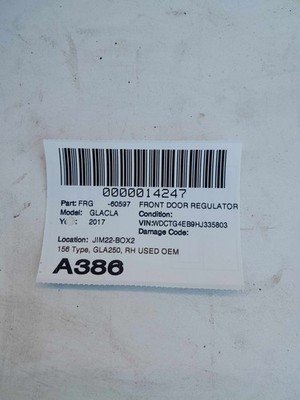 0000014247
Part: FRG -60597 FRONT DOOR REGULATOR
Model: GLACLA Condition:
2017 VIN:WDCTG4EB9HJ335803
Damage Code:
Location: JIM22-BOX2
156 Type, GLA250, RH USED OEM
A386